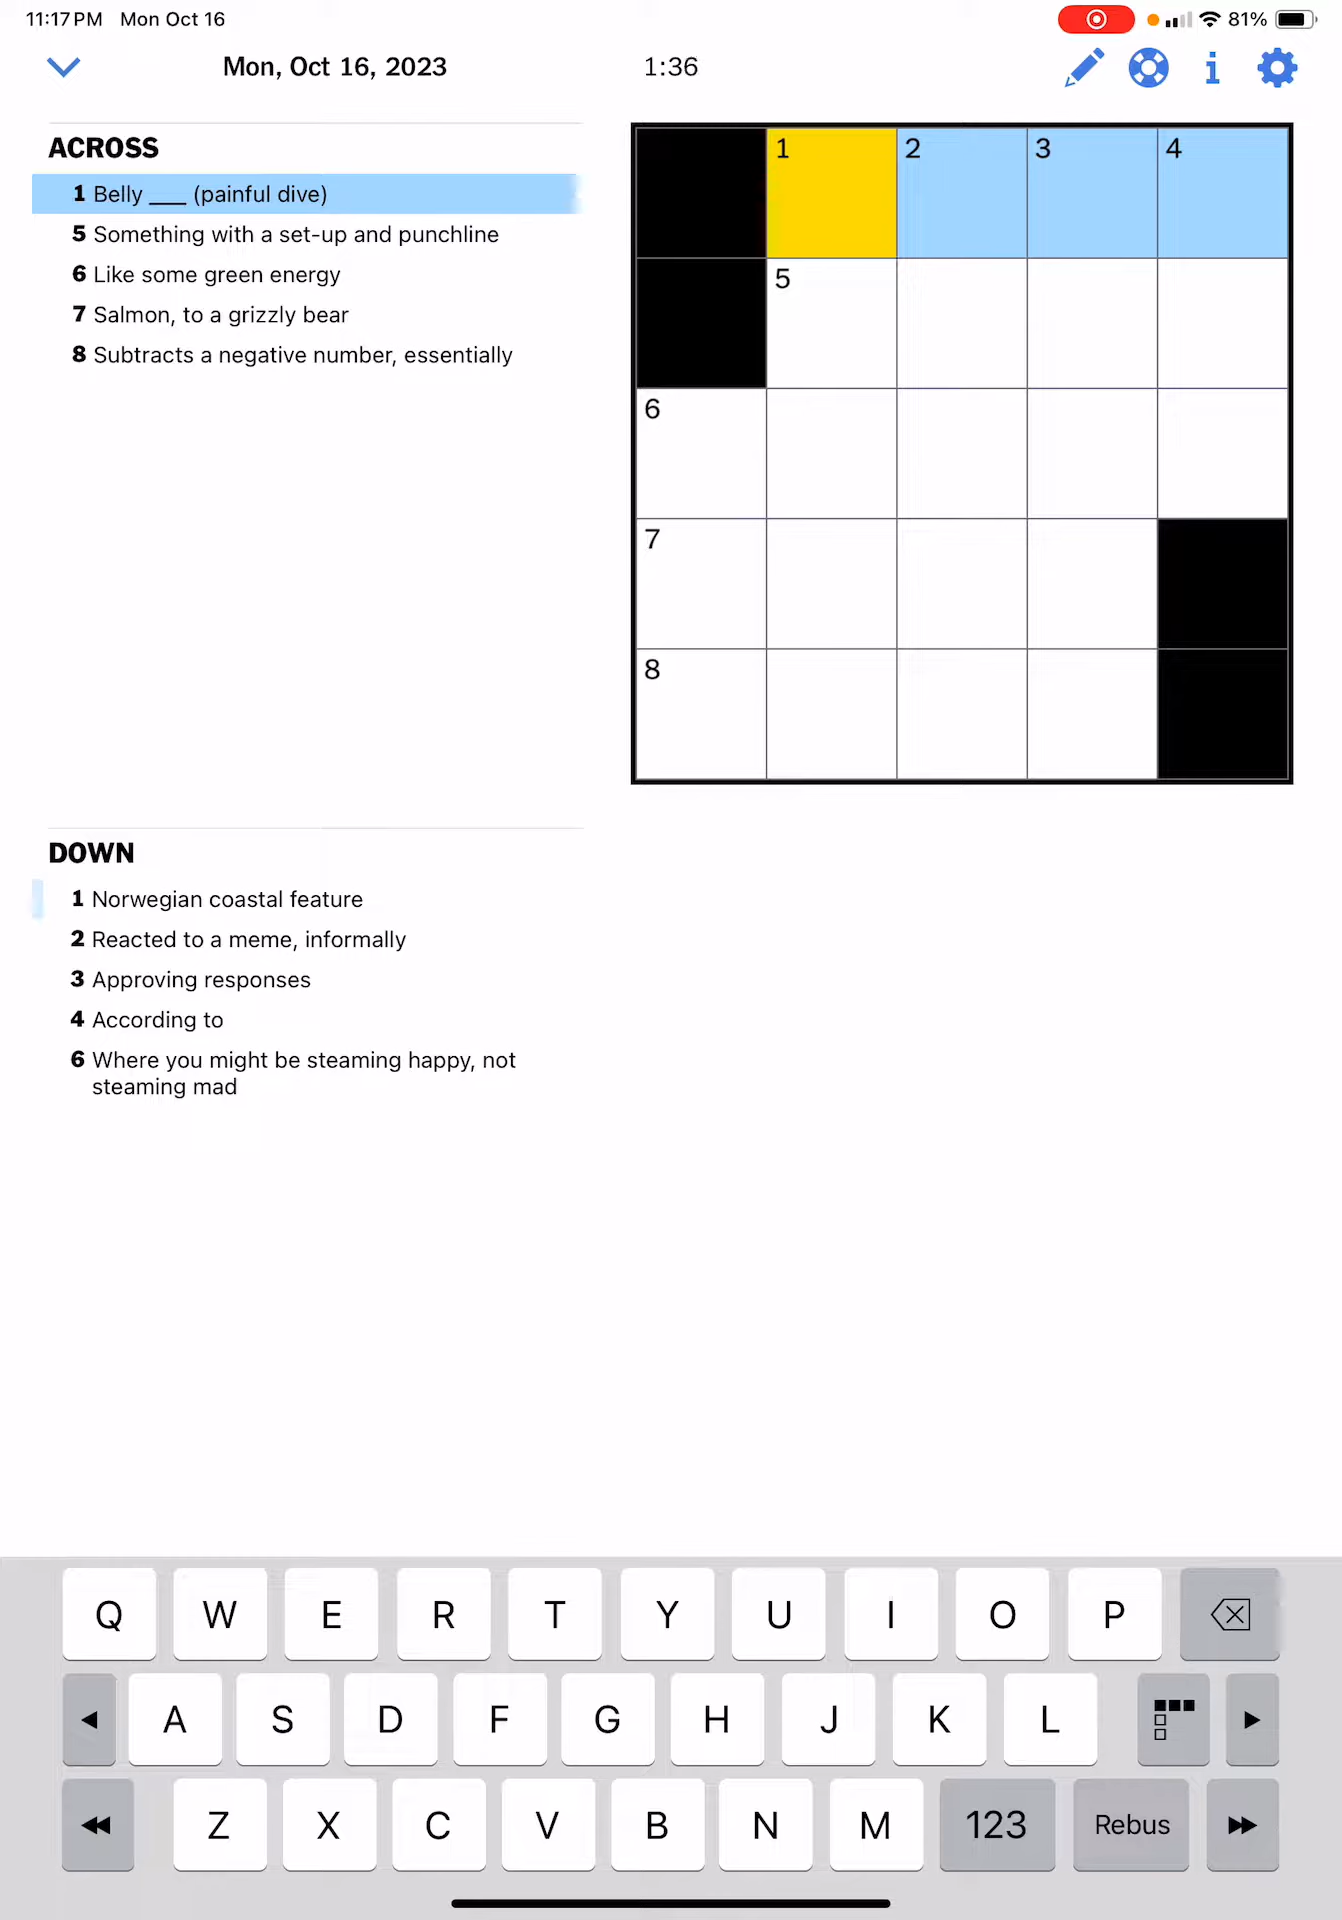 11:17 PM Mon Oct 16
81%
Mon, Oct 16, 2023
1:36
ACROSS
1 Belly ___ (painful dive)
5 Something with a set-up and punchline
6 Like some green energy
7 Salmon, to a grizzly bear
8 Subtracts a negative number, essentially
1 2 3 4
5
6
7
8
DOWN
1 Norwegian coastal feature
2 Reacted to a meme, informally
3 Approving responses
4 According to
6 Where you might be steaming happy, not
steaming mad
Q W E R T Y U I O P
A S D F G H J K L
Z X C V B N M 123 Rebus